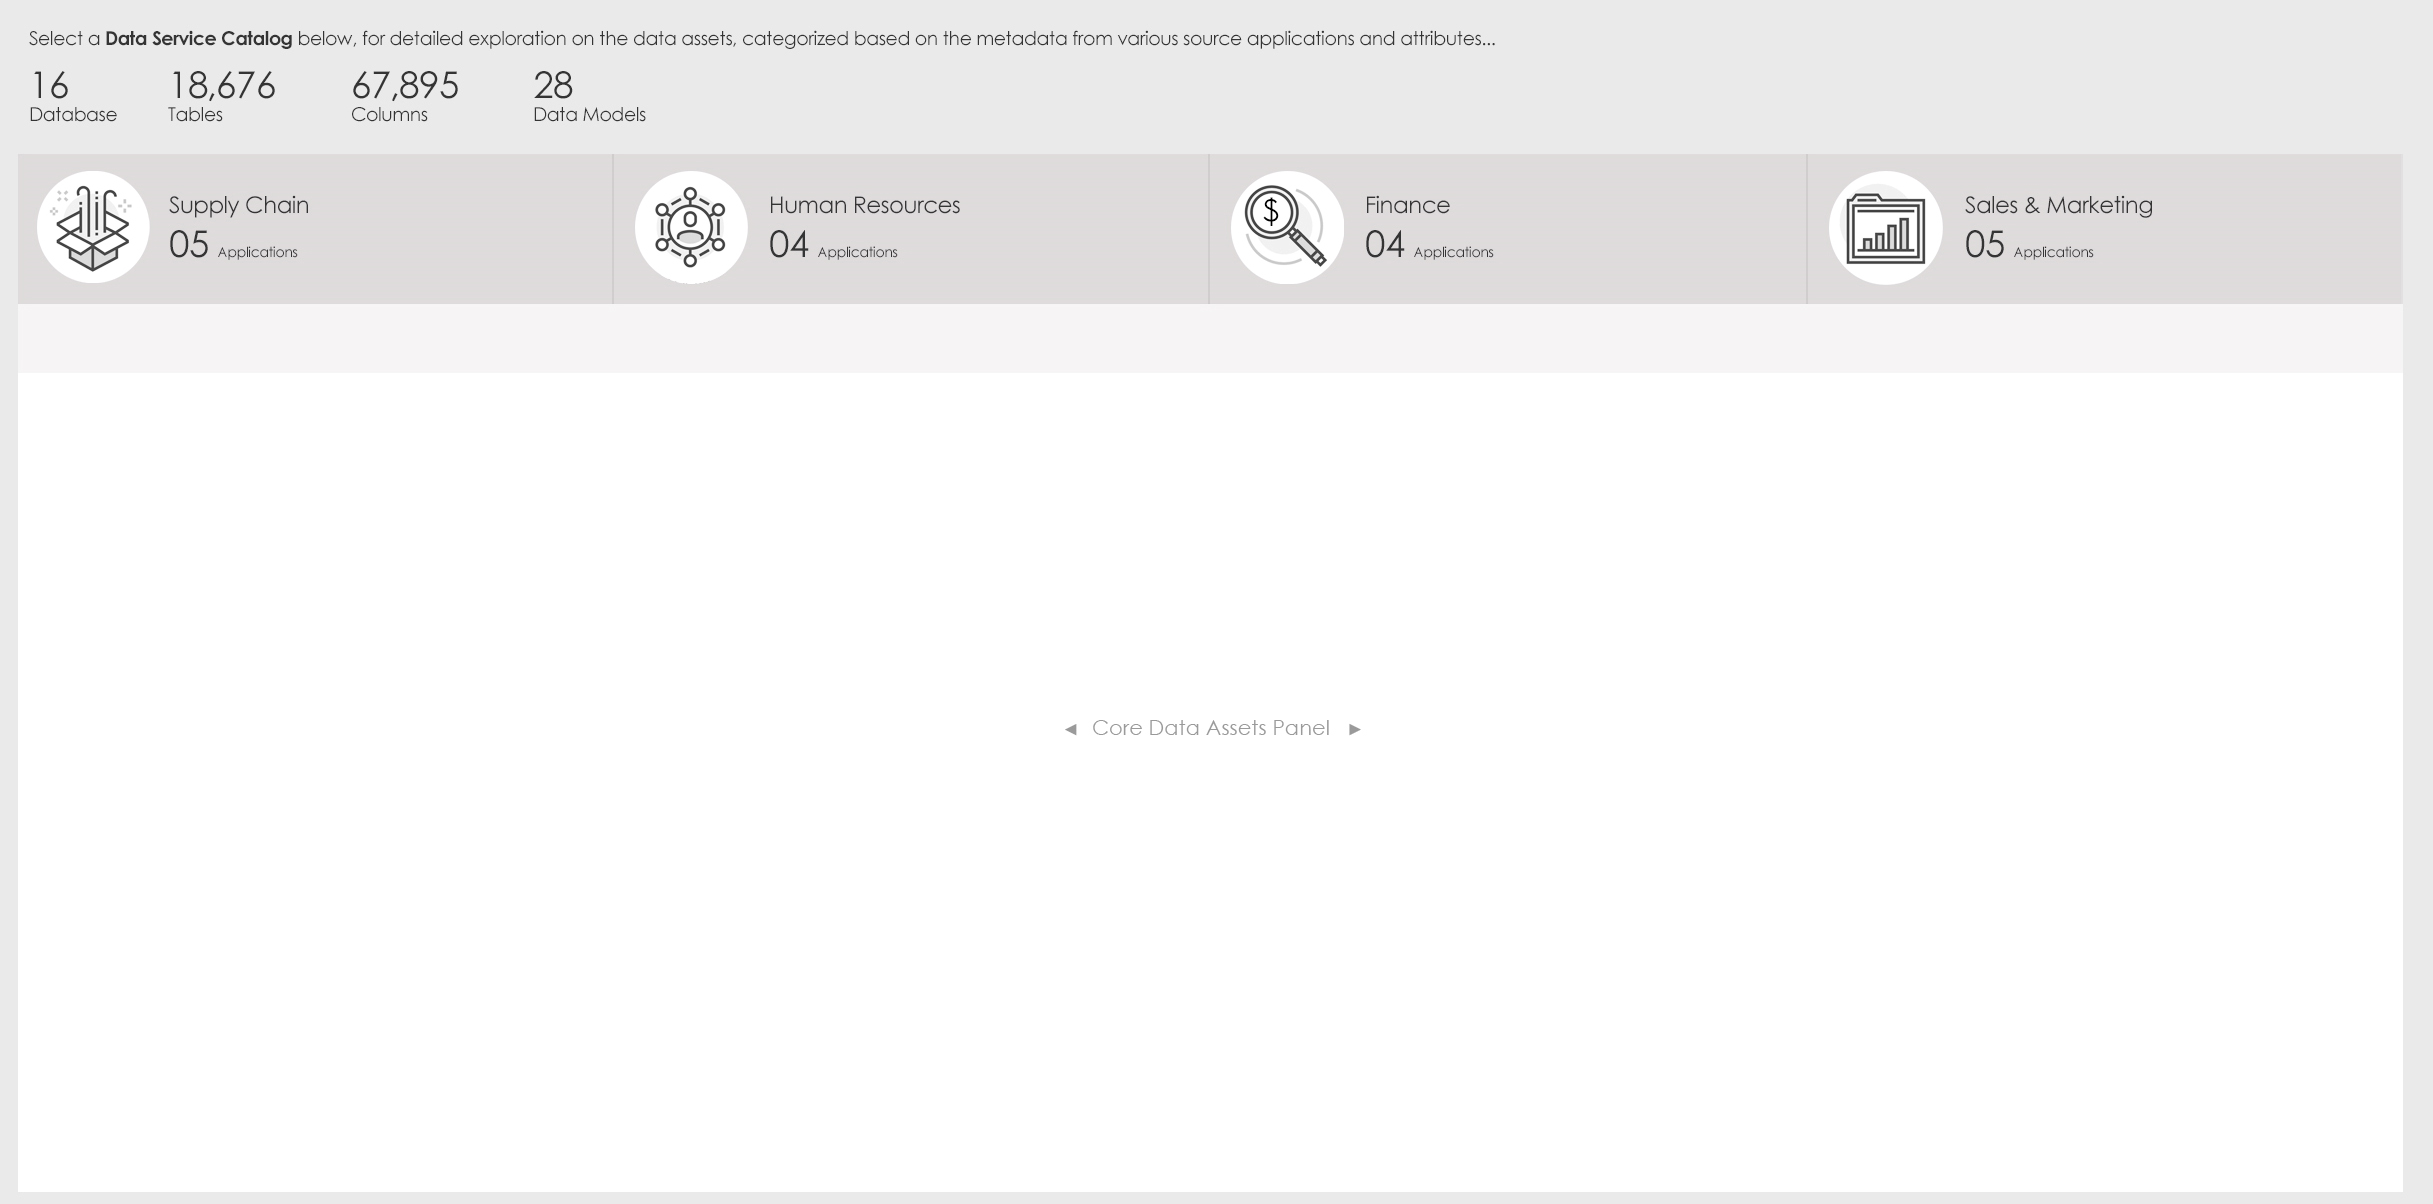 Select a Data Service Catalog below, for detailed exploration on the data assets, categorized based on the metadata from various source applications and attributes...
16 18,676 67,895 28
Database Tables Columns Data Models
Supply Chain Human Resources $ Finance Sales & Marketing
05 Applications 04 Applications 04 Applications 05 Applications
◄ Core Data Assets Panel ►